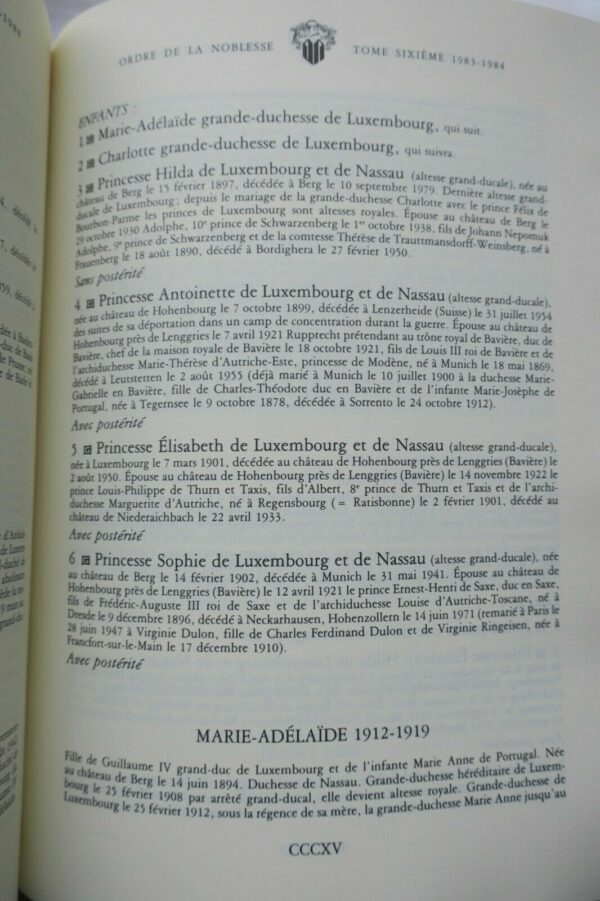 ORDRE DE LA NOBLESSE TOME SIXIÈME 1983-1984
ENFANTS :
1 Marie-Adélaïde grande-duchesse de Luxembourg, qui suit.
2 Charlotte grande-duchesse de Luxembourg, qui suivra.
3 Princesse Hilda de Luxembourg et de Nassau (altesse grand-ducale), née au
château de Berg le 15 février 1897, décédée à Berg le 10 septembre 1979. Dernière altesse grand-
ducale de Luxembourg ; depuis le mariage de la grande-duchesse Charlotte avec le prince Félix de
Bourbon-Parme les princes de Luxembourg sont altesses royales. Épouse au château de Berg le
29 octobre 1930 Adolphe, 10e prince de Schwarzenberg le 1er octobre 1938, fils de Johann Nepomuk
Adolphe, 9e prince de Schwarzenberg et de la comtesse Thérèse de Trauttmansdorff-Weinsberg, né à
Frauenberg le 18 août 1890, décédé à Bordighera le 27 février 1950.
Sans postérité
4 Princesse Antoinette de Luxembourg et de Nassau (altesse grand-ducale),
née au château de Hohenbourg le 7 octobre 1899, décédée à Lenzerheide (Suisse) le 31 juillet 1954
des suites de sa déportation dans un camp de concentration durant la guerre. Épouse au château de
Hohenbourg près de Lenggries le 7 avril 1921 Rupprecht prétendant au trône royal de Bavière, duc de
Bavière, chef de la maison royale de Bavière le 18 octobre 1921, fils de Louis III roi de Bavière et de
l'archiduchesse Marie-Thérèse d'Autriche-Este, princesse de Modène, né à Munich le 18 mai 1869,
décédé à Leutstetten le 2 août 1955 (déjà marié à Munich le 10 juillet 1900 à la duchesse Marie-
Gabrielle en Bavière, fille de Charles-Théodore duc en Bavière et de l'infante Marie-Josèphe de
Portugal, née à Tegernsee le 9 octobre 1878, décédée à Sorrento le 24 octobre 1912).
Avec postérité
5 Princesse Élisabeth de Luxembourg et de Nassau (altesse grand-ducale),
née à Luxembourg le 7 mars 1901, décédée au château de Hohenbourg près de Lenggries (Bavière) le
2 août 1950. Épouse au château de Hohenbourg près de Lenggries (Bavière) le 14 novembre 1922 le
prince Louis-Philippe de Thurn et Taxis, fils d'Albert, 8e prince de Thurn et Taxis et de l'archi-
duchesse Marguerite d'Autriche, né à Regensbourg (= Ratisbonne) le 2 février 1901, décédé au
château de Niederaichbach le 22 avril 1933.
Avec postérité
6 Princesse Sophie de Luxembourg et de Nassau (altesse grand-ducale), née
au château de Berg le 14 février 1902, décédée à Munich le 31 mai 1941. Épouse au château de
Hohenbourg près de Lenggries (Bavière) le 12 avril 1921 le prince Ernest-Henri de Saxe, duc en Saxe,
fils de Frédéric-Auguste III roi de Saxe et de l'archiduchesse Louise d'Autriche-Toscane, né à
Dresde le 9 décembre 1896, décédé à Neckarhausen, Hohenzollern le 14 juin 1971 (remarié à Paris le
28 juin 1947 à Virginie Dulon, fille de Charles Ferdinand Dulon et de Virginie Ringeisen, née à
Francfort-sur-le-Main le 17 décembre 1910).
Avec postérité
MARIE-ADÉLAÏDE 1912-1919
Fille de Guillaume IV grand-duc de Luxembourg et de l'infante Marie Anne de Portugal. Née
au château de Berg le 14 juin 1894. Duchesse de Nassau. Grande-duchesse héréditaire de Luxem-
bourg le 25 février 1908 par arrêté grand-ducal, elle devient altesse royale. Grande-duchesse de
Luxembourg le 25 février 1912, sous la régence de sa mère, la grande-duchesse Marie Anne jusqu'au
CCCXV